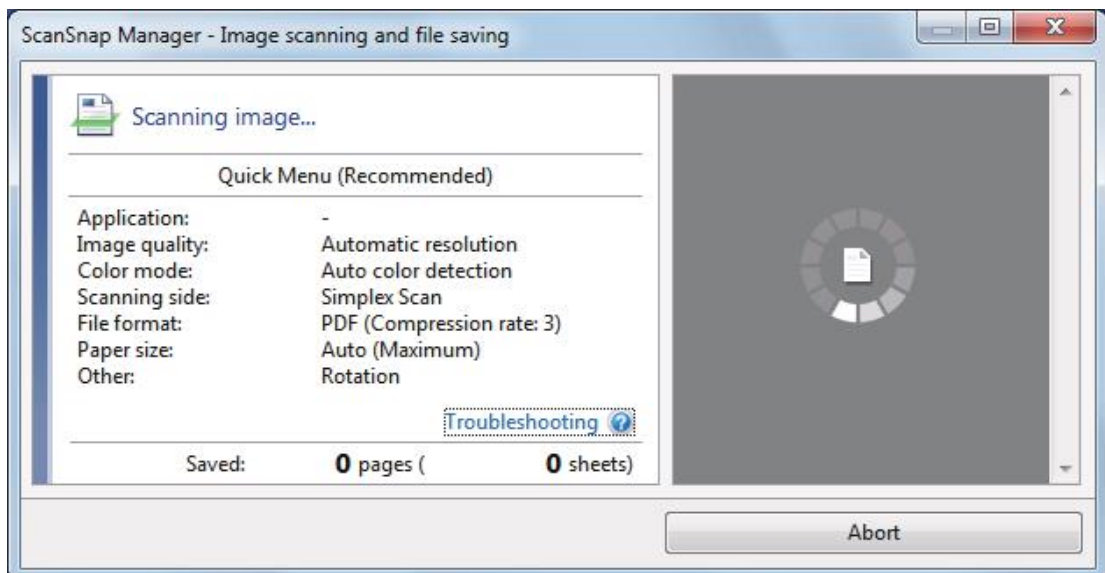 ScanSnap Manager - Image scanning and file saving
Scanning image...
Quick Menu (Recommended)
Application: -
Image quality: Automatic resolution
Color mode: Auto color detection
Scanning side: Simplex Scan
File format: PDF (Compression rate: 3)
Paper size: Auto (Maximum)
Other: Rotation
Troubleshooting ?
Saved: 0 pages ( 0 sheets)
Abort